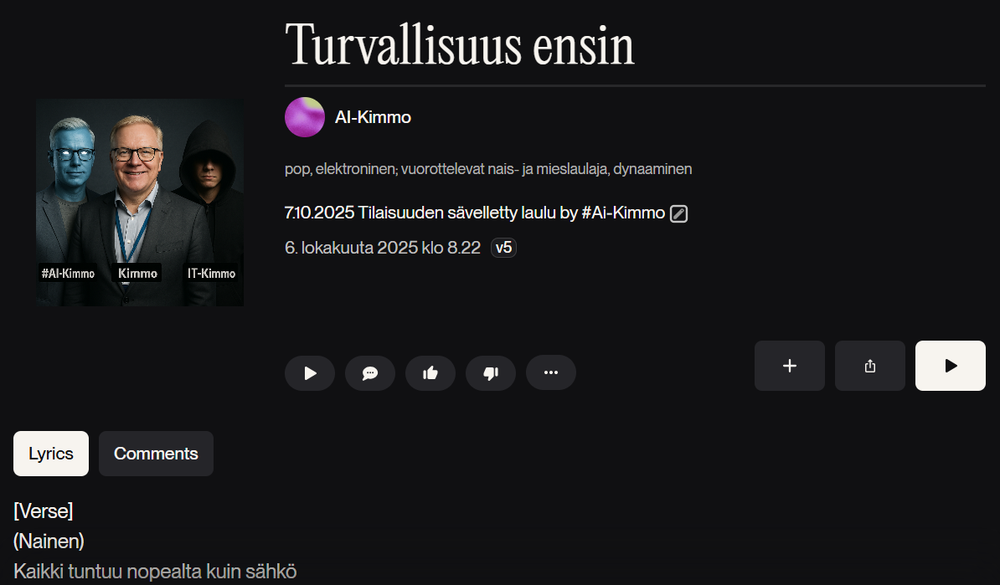 Turvallisuus ensin
AI-Kimmo
pop, elektroninen; vuorottelevat nais- ja mieslaulaja, dynaaminen
7.10.2025 Tilaisuuden sävelletty laulu by #Ai-Kimmo
6. lokakuuta 2025 klo 8.22 v5
#AI-Kimmo Kimmo IT-Kimmo
Lyrics Comments
[Verse]
(Nainen)
Kaikki tuntuu nopealta kuin sähkö